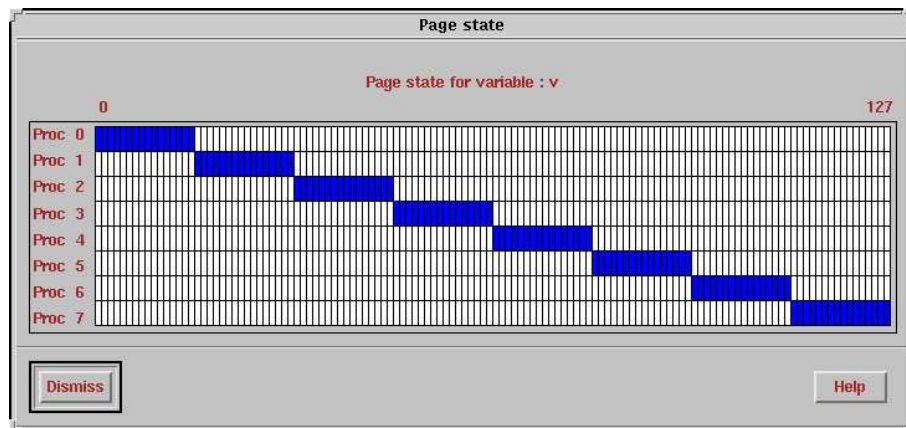 Page state
Page state for variable : v
0 127
Proc 0
Proc 1
Proc 2
Proc 3
Proc 4
Proc 5
Proc 6
Proc 7
Dismiss Help